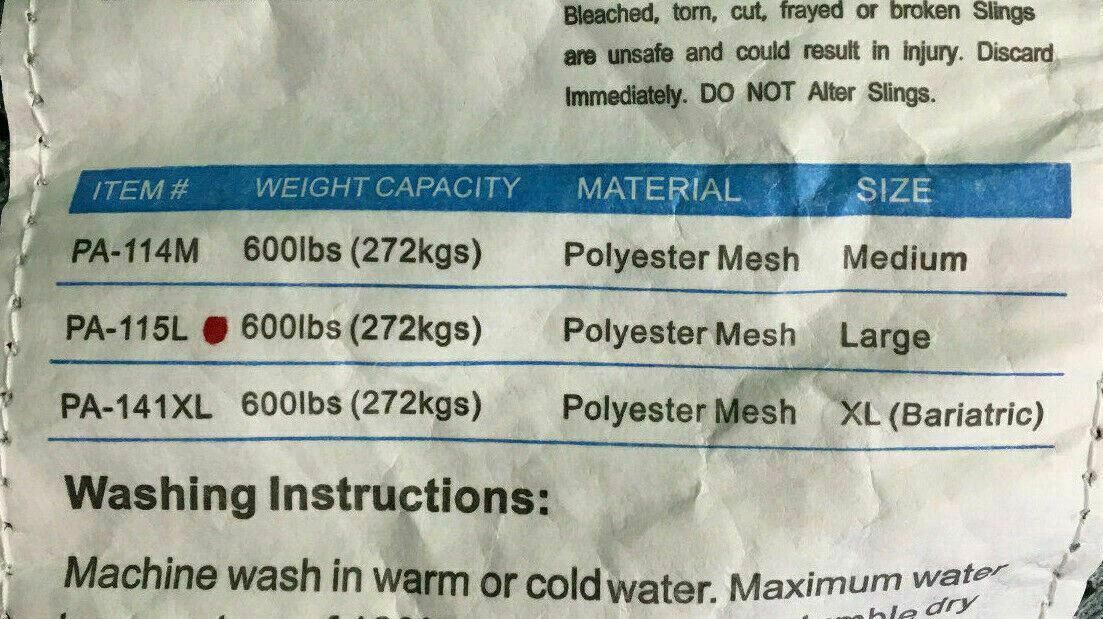 Bleached, torn, cut, frayed or broken Slings
are unsafe and could result in injury. Discard
Immediately. DO NOT Alter Slings.
ITEM # WEIGHT CAPACITY MATERIAL SIZE
PA-114M 600lbs (272kgs) Polyester Mesh Medium
PA-115L 600lbs (272kgs) Polyester Mesh Large
PA-141XL 600lbs (272kgs) Polyester Mesh XL (Bariatric)
Washing Instructions:
Machine wash in warm or cold water. Maximum water
dry